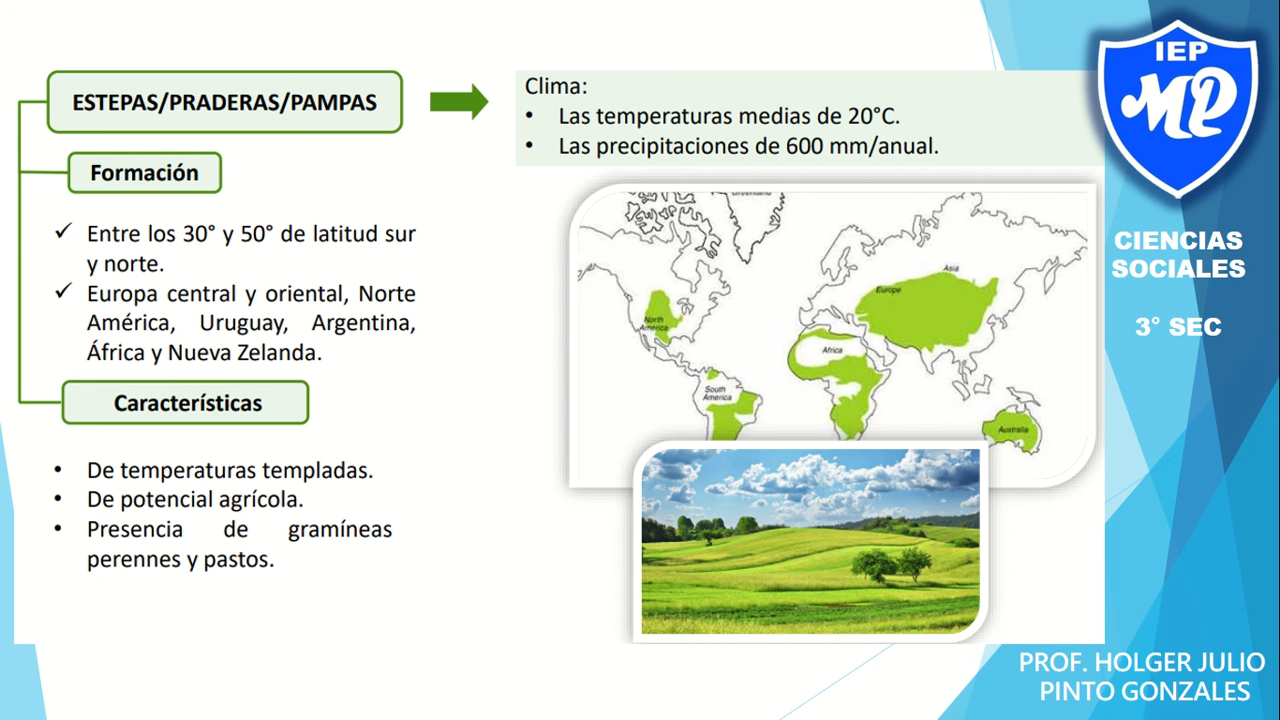 ESTEPAS/PRADERAS/PAMPAS
Formación
✓ Entre los 30° y 50° de latitud sur
y norte.
✓ Europa central y oriental, Norte
América, Uruguay, Argentina,
África y Nueva Zelanda.
Características
• De temperaturas templadas.
• De potencial agrícola.
• Presencia de gramíneas
perennes y pastos.
Clima:
• Las temperaturas medias de 20°C.
• Las precipitaciones de 600 mm/anual.
Greenland
Asia
Europe
North
America
Africa
South
America
Australia
IEP
MP
CIENCIAS
SOCIALES
3° SEC
PROF. HOLGER JULIO
PINTO GONZALES